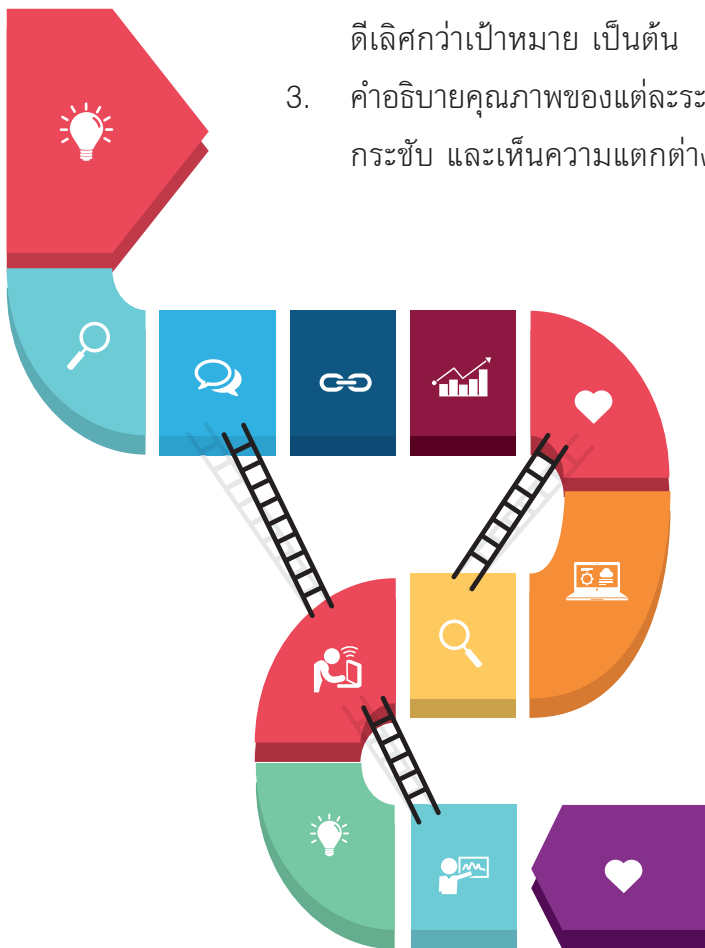 ดีเลิศกว่าเป้าหมาย เป็นต้น
3. คำอธิบายคุณภาพของแต่ละระ
กระชับ และเห็นความแตกต่าง